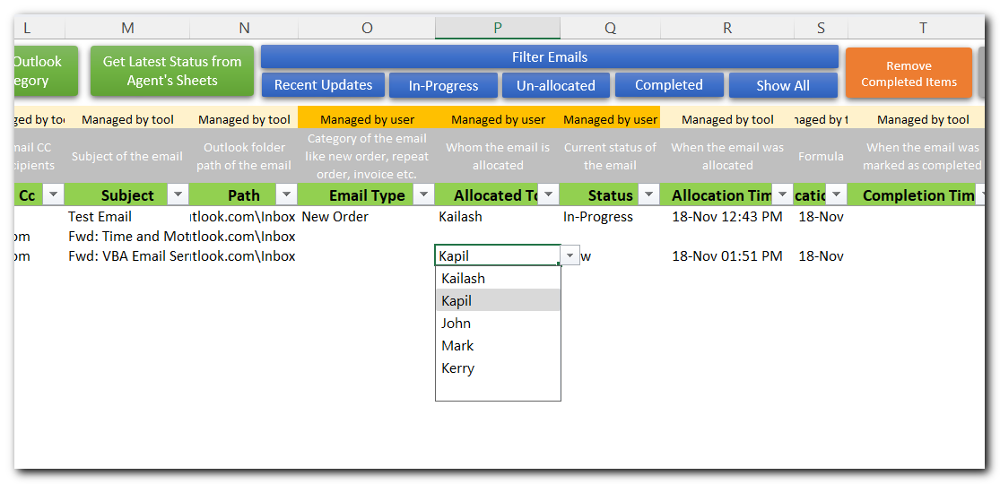 L M N O P Q R S T
Outlook
egory
Get Latest Status from
Agent's Sheets
Filter Emails
Recent Updates In-Progress Un-allocated Completed Show All
Remove
Completed Items
ged by too Managed by tool Managed by tool Managed by user Managed by user Managed by user Managed by tool naged by t Managed by tool
mail CC
cipients
Subject of the email
Outlook folder
path of the email
Category of the email
like new order, repeat
order, invoice etc.
Whom the email is
allocated
Current status of
the email
When the email was
allocated
Formula
When the email was
marked as completed
Cc Subject Path Email Type Allocated To Status Allocation Tim catio Completion Tim
Test Email utlook.com\Inbox New Order Kailash In-Progress 18-Nov 12:43 PM 18-Nov
om Fwd: Time and Mot utlook.com\Inbox
om Fwd: VBA Email Sen utlook.com\Inbox Kapil w 18-Nov 01:51 PM 18-Nov
Kailash
Kapil
John
Mark
Kerry